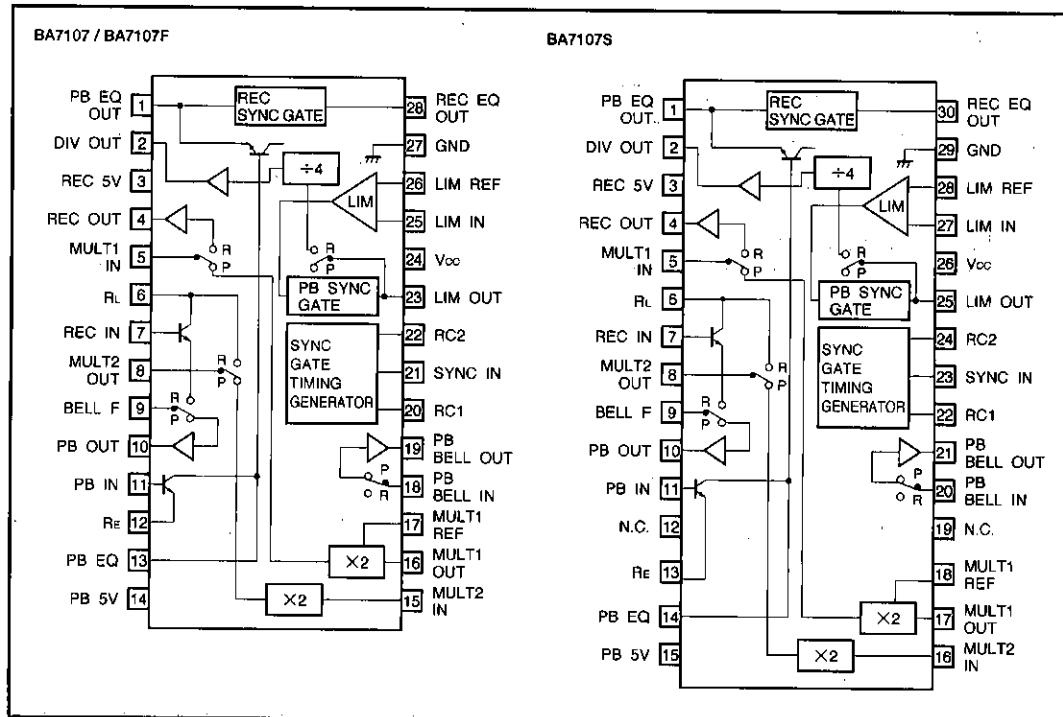 BA7107 / BA7107F
PB EQ
OUT
1
DIV OUT
2
REC 5V
3
REC OUT
4
MULT1
IN
5
RL
6
REC IN
7
MULT2
OUT
8
BELL F
9
PB OUT
10
PB IN
11
RE
12
PB EQ
13
PB 5V
14
REC
SYNC GATE
÷4
LIM
R
P
R
P
PB SYNC
GATE
SYNC
GATE
TIMING
GENERATOR
R
P
R
P
P
R
×2
×2
28
REC EQ
OUT
27
GND
26
LIM REF
25
LIM IN
24
Vcc
23
LIM OUT
22
RC2
21
SYNC IN
20
RC1
19
PB
BELL OUT
18
PB
BELL IN
17
MULT1
REF
16
MULT1
OUT
15
MULT2
IN
BA7107S
PB EQ
OUT
1
DIV OUT
2
REC 5V
3
REC OUT
4
MULT1
IN
5
RL
6
REC IN
7
MULT2
OUT
8
BELL F
9
PB OUT
10
PB IN
11
N.C.
12
RE
13
PB EQ
14
PB 5V
15
REC
SYNC GATE
÷4
LIM
R
P
R
P
PB SYNC
GATE
SYNC
GATE
TIMING
GENERATOR
R
P
R
P
P
R
×2
×2
30
REC EQ
OUT
29
GND
28
LIM REF
27
LIM IN
26
Vcc
25
LIM OUT
24
RC2
23
SYNC IN
22
RC1
21
PB
BELL OUT
20
PB
BELL IN
19
N.C.
18
MULT1
REF
17
MULT1
OUT
16
MULT2
IN